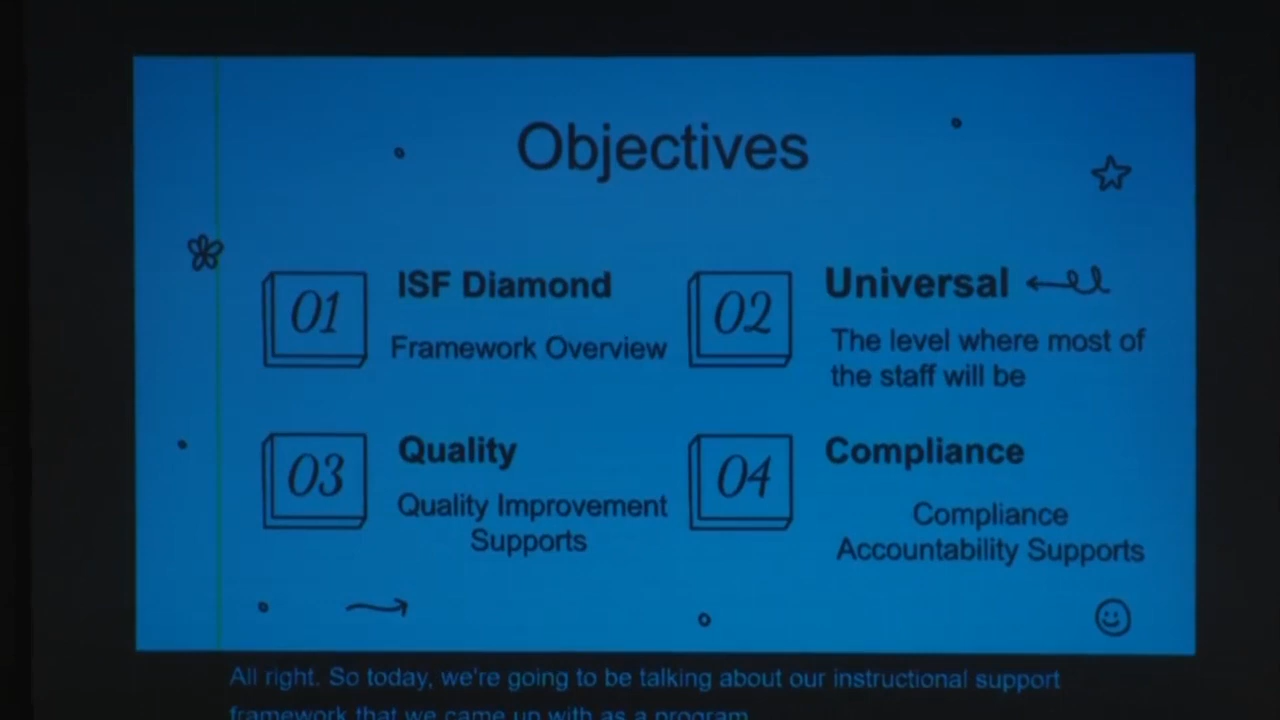 Objectives
01
ISF Diamond
Framework Overview
02
Universal
The level where most of
the staff will be
03
Quality
Quality Improvement
Supports
04
Compliance
Compliance
Accountability Supports
All right. So today, we're going to be talking about our instructional support
framework that we came up with as a program